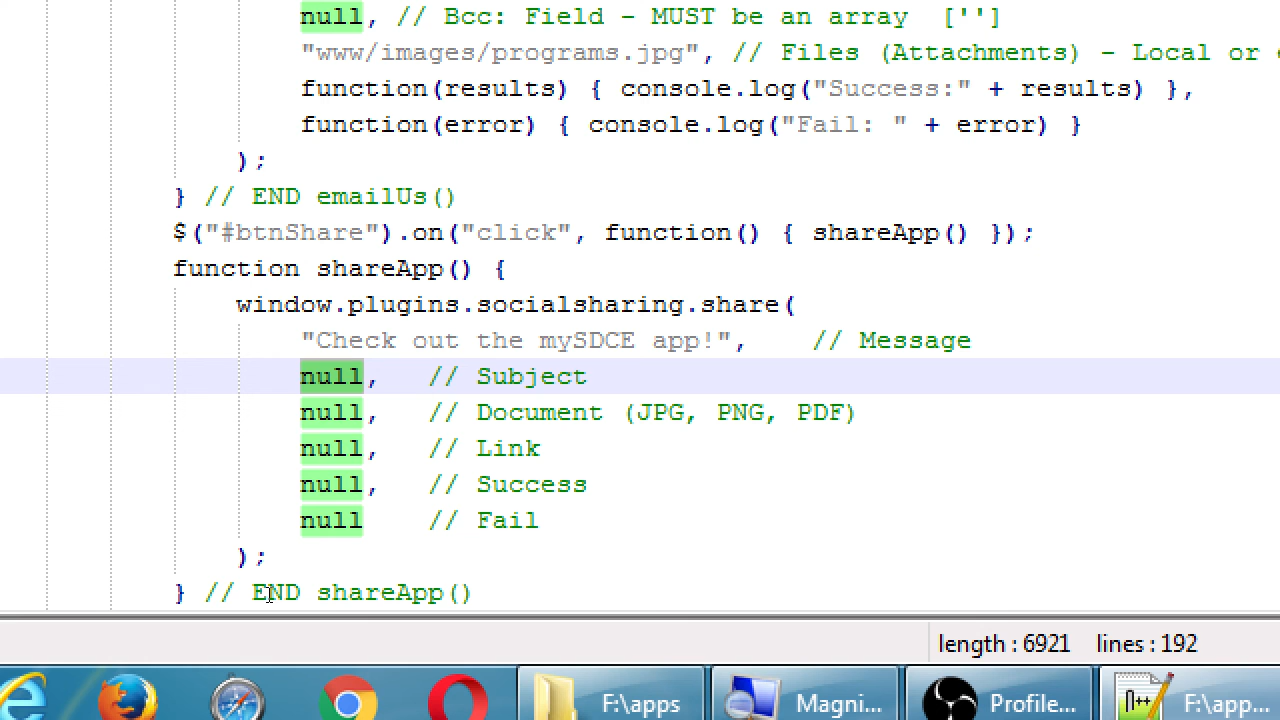 null, // Bcc: Field - MUST be an array  ['']
"www/images/programs.jpg", // Files (Attachments) - Local or
function(results) { console.log("Success:" + results) },
function(error) { console.log("Fail: " + error) }
);
} // END emailUs()
$("#btnShare").on("click", function() { shareApp() });
function shareApp() {
window.plugins.socialsharing.share(
"Check out the mySDCE app!",    // Message
null,   // Subject
null,   // Document (JPG, PNG, PDF)
null,   // Link
null,   // Success
null    // Fail
);
} // END shareApp()
length : 6921   lines : 192
F:\apps
Magni...
Profile...
F:\app...